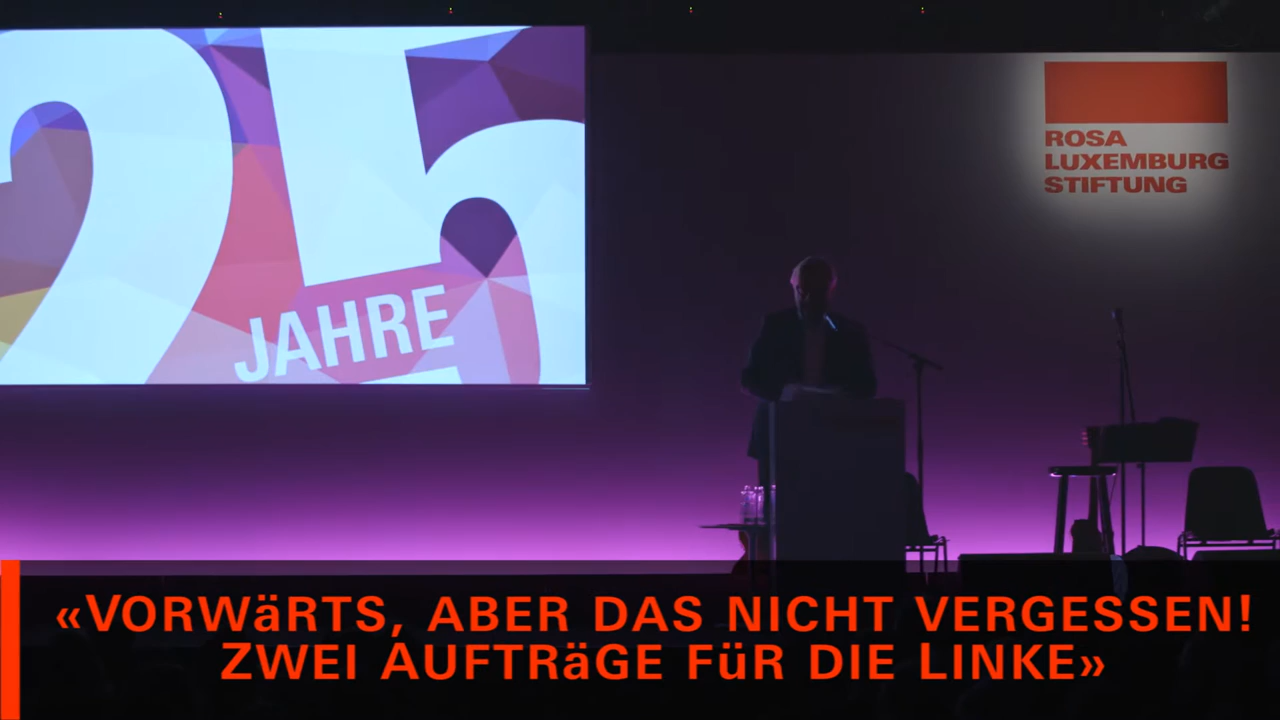 25
JAHRE
ROSA
LUXEMBURG
STIFTUNG
«VORWäRTS, ABER DAS NICHT VERGESSEN!
ZWEI AUFTRäGE FüR DIE LINKE»